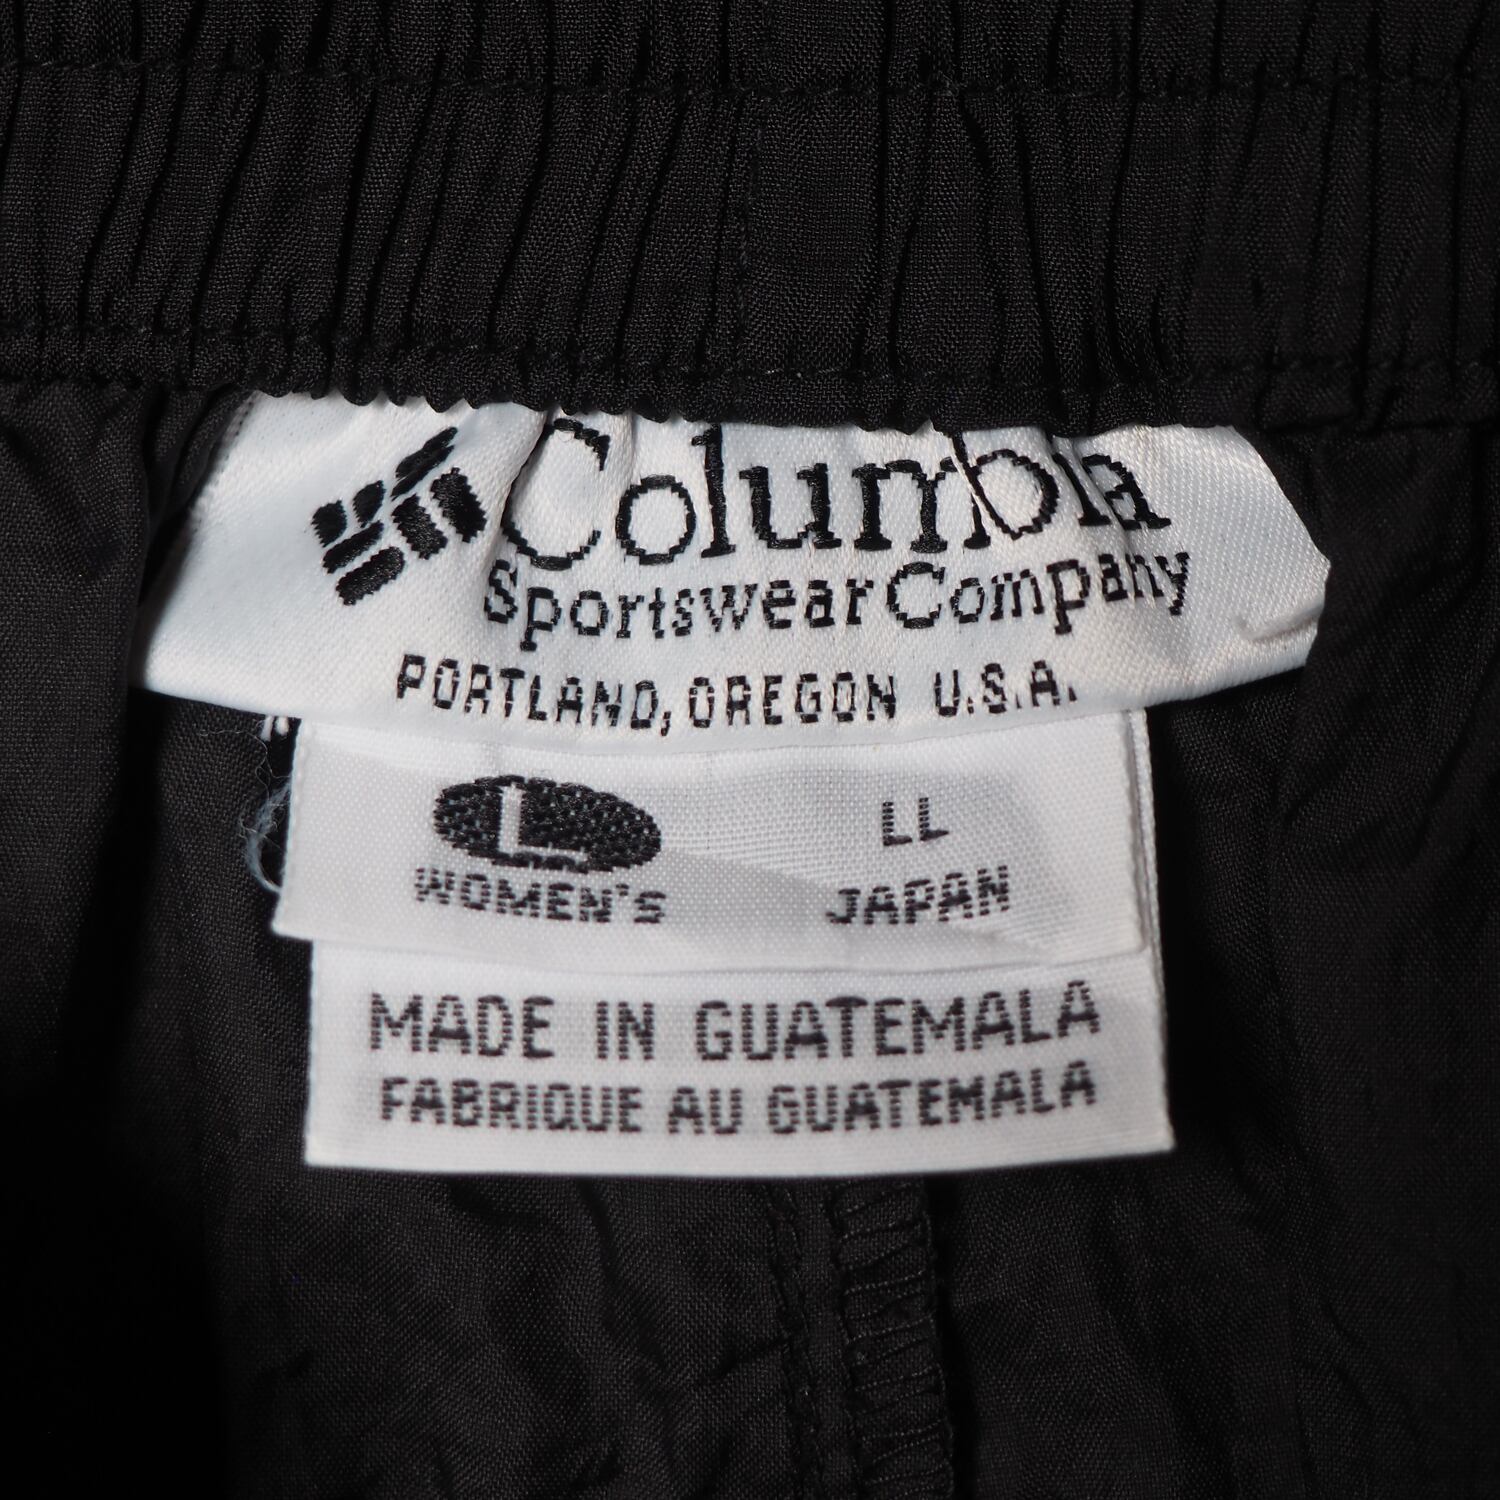 Columbia
Sportswear Company
PORTLAND, OREGON U.S.A.
L LL
WOMEN'S JAPAN
MADE IN GUATEMALA
FABRIQUE AU GUATEMALA